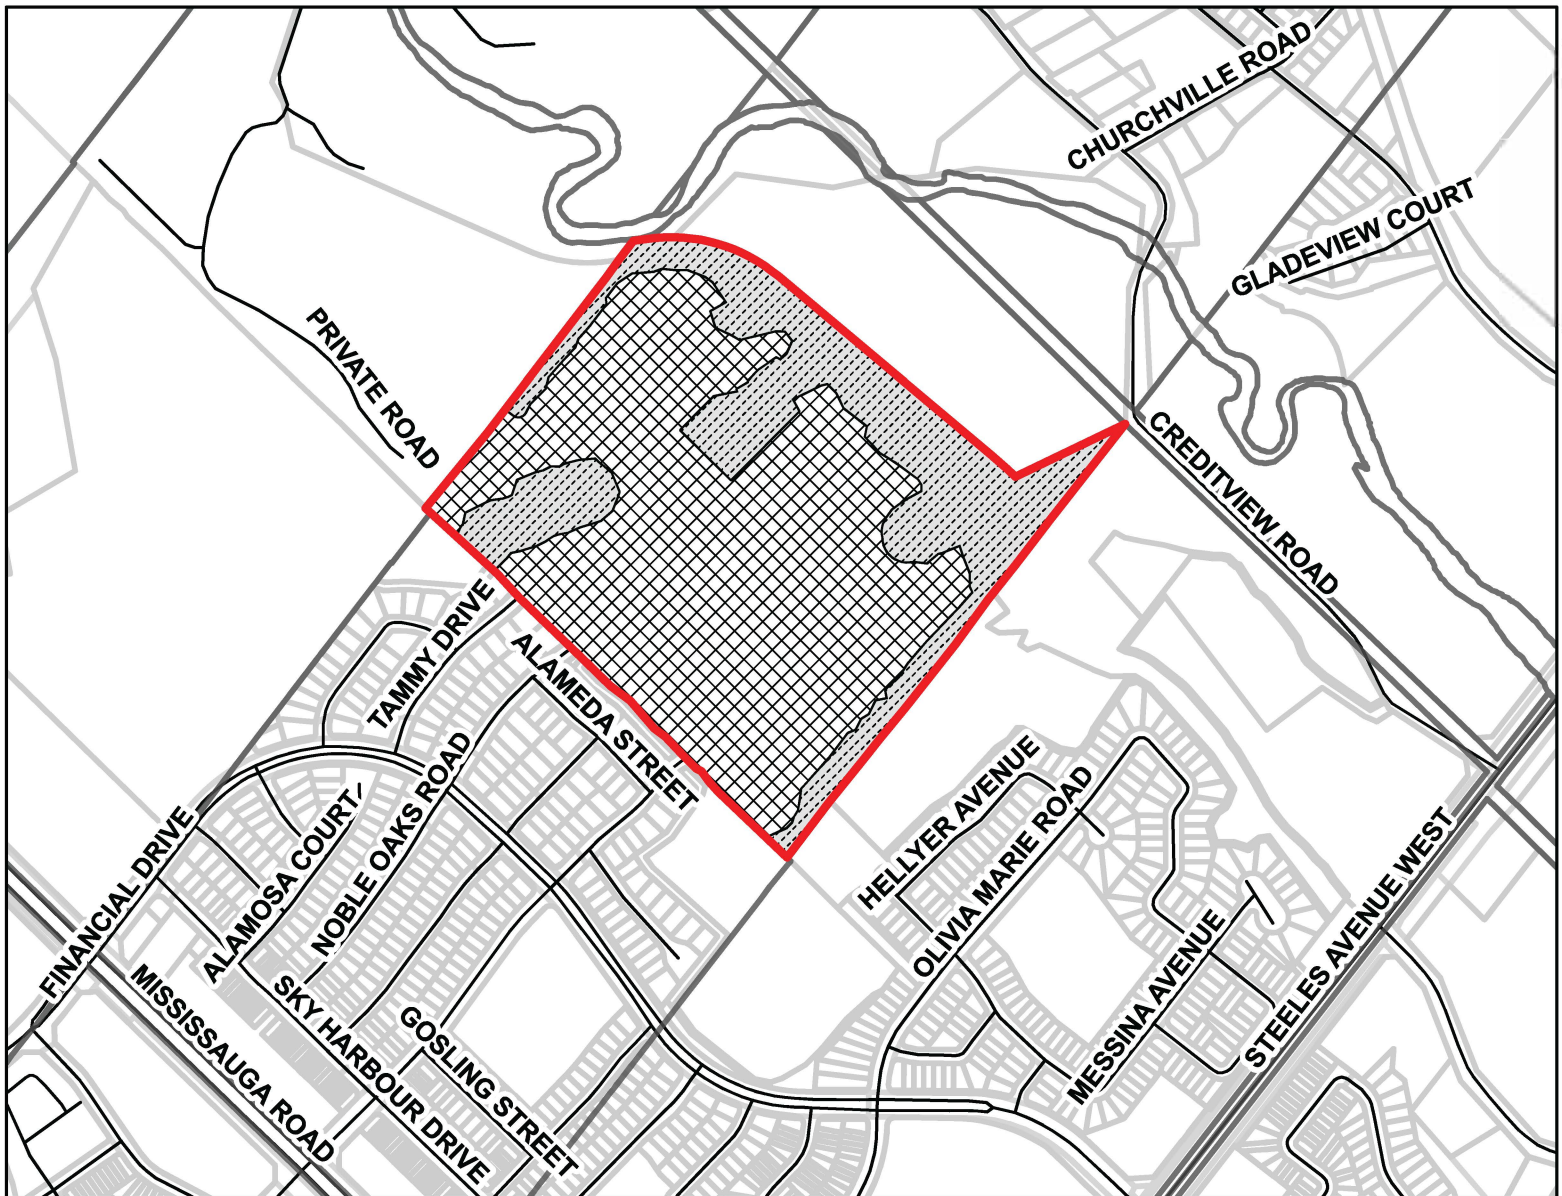 CHURCHVILLE ROAD
GLADEVIEW COURT
PRIVATE ROAD
CREDITVIEW ROAD
TAMMY DRIVE
ALAMEDA STREET
NOBLE OAKS ROAD
ALAMOSA COURT
FINANCIAL DRIVE
HELLYER AVENUE
OLIVIA MARIE ROAD
MESSINA AVENUE
STEELES AVENUE WEST
MISSISSAUGA ROAD
SKY HARBOUR DRIVE
GOSLING STREET